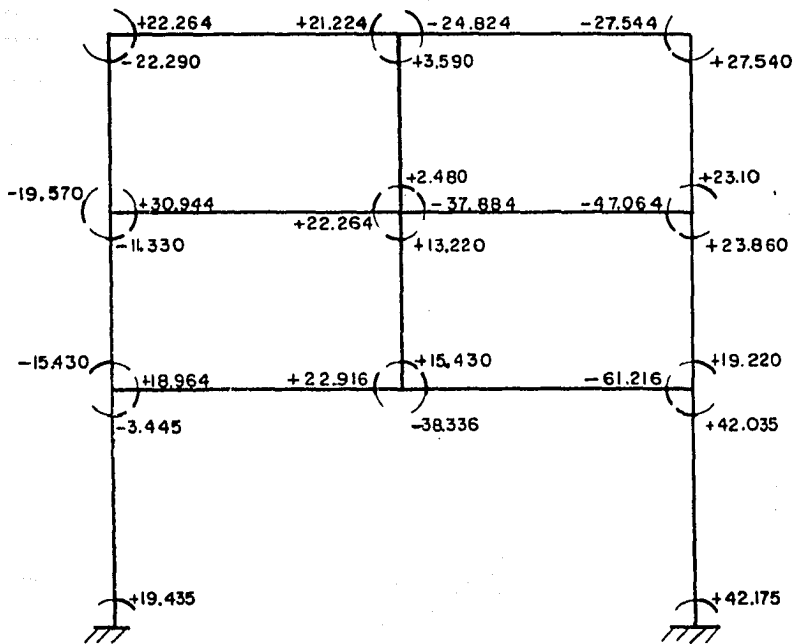 +22.264 +21.224 -24.824 -27.544
-22.290 +3.590 +27.540
+2.480 +23.10
-19.570 +30.944 -37.884 -47.064
+22.264
-11.330 +13,220 +23.860
-15.430 +15.430 +19.220
+18.964 +22.916 -61.216
-3.445 -38.336 +42.035
+19.435 +42.175